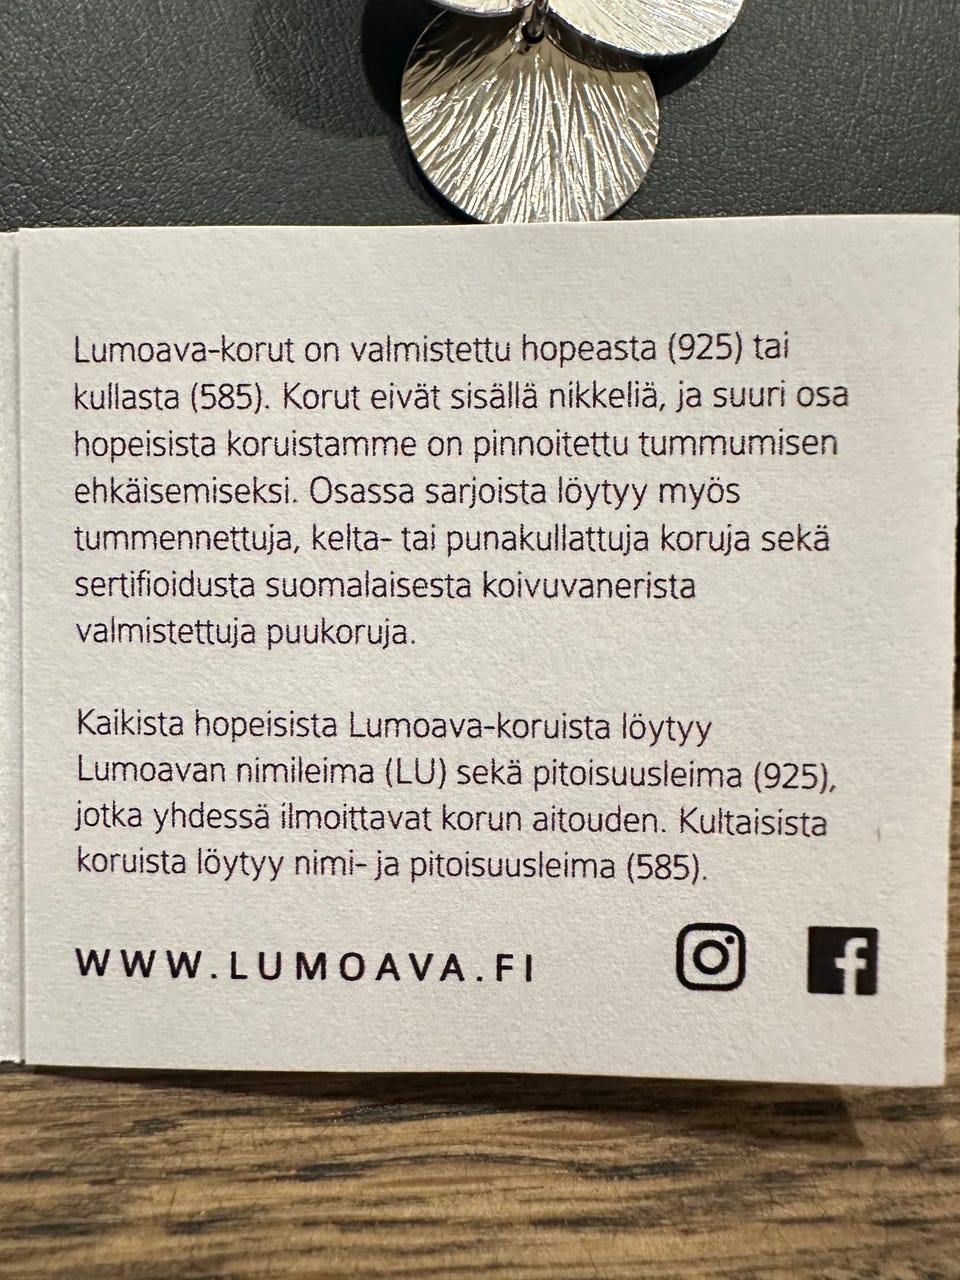 Lumoava-korut on valmistettu hopeasta (925) tai
kullasta (585). Korut eivät sisällä nikkeliä, ja suuri osa
hopeisista koruistamme on pinnoitettu tummumisen
ehkäisemiseksi. Osassa sarjoista löytyy myös
tummennettuja, kelta- tai punakullattuja koruja sekä
sertifioidusta suomalaisesta koivuvanerista
valmistettuja puukoruja.
Kaikista hopeisista Lumoava-koruista löytyy
Lumoavan nimileima (LU) sekä pitoisuusleima (925),
jotka yhdessä ilmoittavat korun aitouden. Kultaisista
koruista löytyy nimi- ja pitoisuusleima (585).
WWW.LUMOAVA.FI